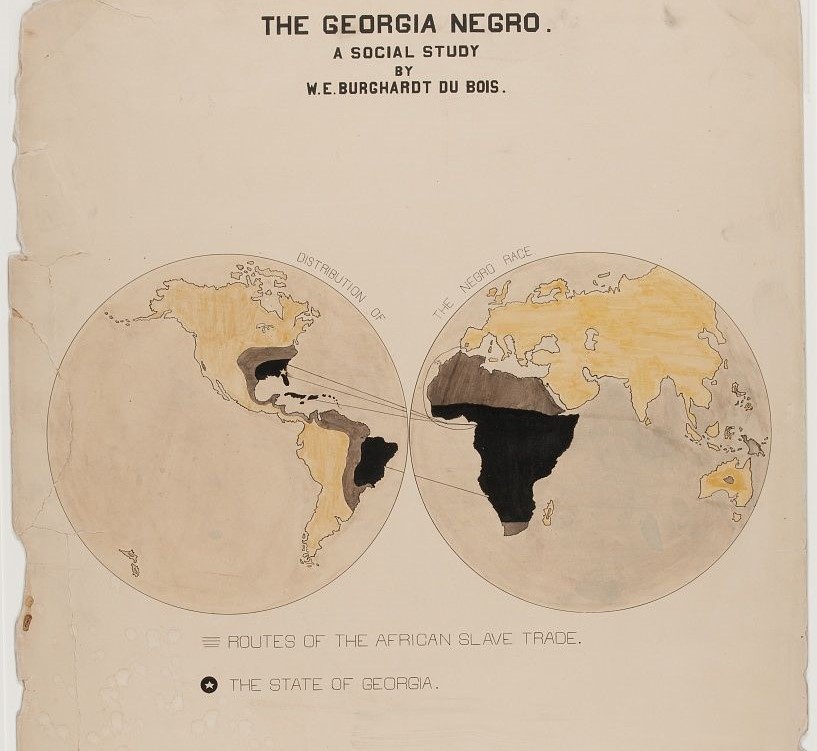 THE GEORGIA NEGRO.
A SOCIAL STUDY
BY
W.E.BURGHARDT DU BOIS.
DISTRIBUTION OF
THE NEGRO RACE
ROUTES OF THE AFRICAN SLAVE TRADE.
THE STATE OF GEORGIA.